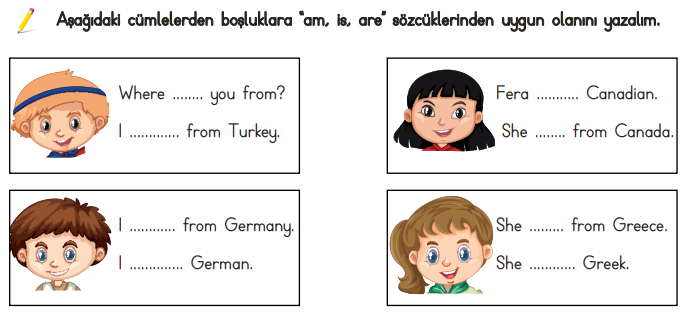 Aşağıdaki cümlelerden boşluklara “am, is, are” sözcüklerinden uygun olanını yazalım.
Where ........ you from?
I ............. from Turkey.
Fera ........... Canadian.
She ........ from Canada.
I ............ from Germany.
I .............. German.
She ......... from Greece.
She ............ Greek.